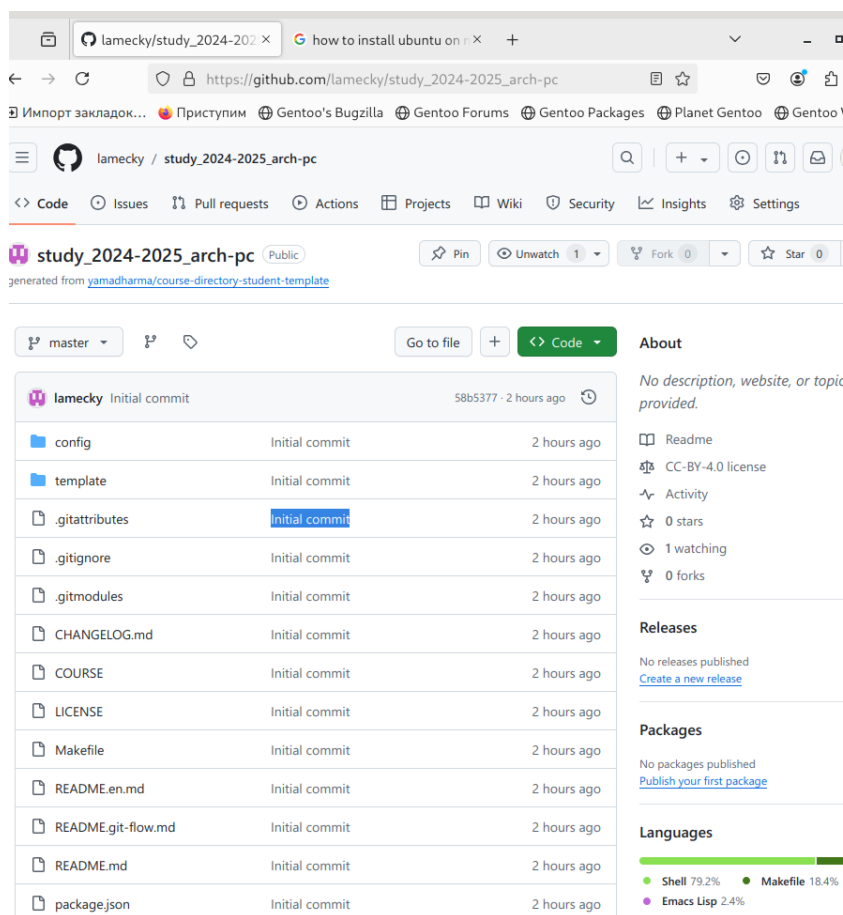 lamecky/study_2024-202
how to install ubuntu on
https://github.com/lamecky/study_2024-2025_arch-pc
Импорт закладок... Приступим Gentoo's Bugzilla Gentoo Forums Gentoo Packages Planet Gentoo Gentoo
lamecky / study_2024-2025_arch-pc
Code Issues Pull requests Actions Projects Wiki Security Insights Settings
study_2024-2025_arch-pc Public Pin Unwatch 1 Fork 0 Star 0
generated from yamadharma/course-directory-student-template
master Go to file Code
lamecky Initial commit 58b5377 · 2 hours ago
config Initial commit 2 hours ago
template Initial commit 2 hours ago
.gitattributes Initial commit 2 hours ago
.gitignore Initial commit 2 hours ago
.gitmodules Initial commit 2 hours ago
CHANGELOG.md Initial commit 2 hours ago
COURSE Initial commit 2 hours ago
LICENSE Initial commit 2 hours ago
Makefile Initial commit 2 hours ago
README.en.md Initial commit 2 hours ago
README.git-flow.md Initial commit 2 hours ago
README.md Initial commit 2 hours ago
package.json Initial commit 2 hours ago
About
No description, website, or topic
provided.
Readme
CC-BY-4.0 license
Activity
0 stars
1 watching
0 forks
Releases
No releases published
Create a new release
Packages
No packages published
Publish your first package
Languages
Shell 79.2% Makefile 18.4%
Emacs Lisp 2.4%